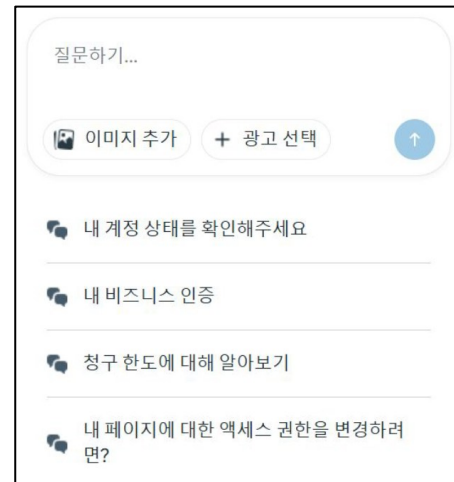 질문하기...
이미지 추가
+ 광고 선택
내 계정 상태를 확인해주세요
내 비즈니스 인증
청구 한도에 대해 알아보기
내 페이지에 대한 액세스 권한을 변경하려
면?